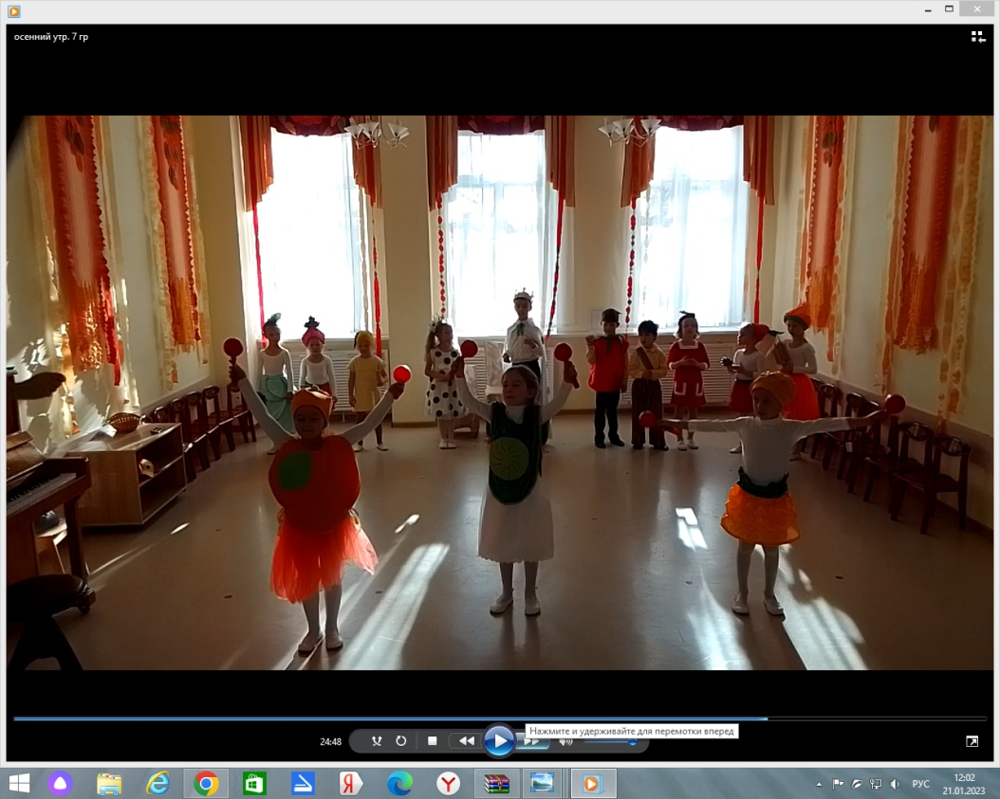 осенний утр. 7 гр
24:48
Нажмите и удерживайте для перемотки вперед
РУС
12:02
21.01.2023